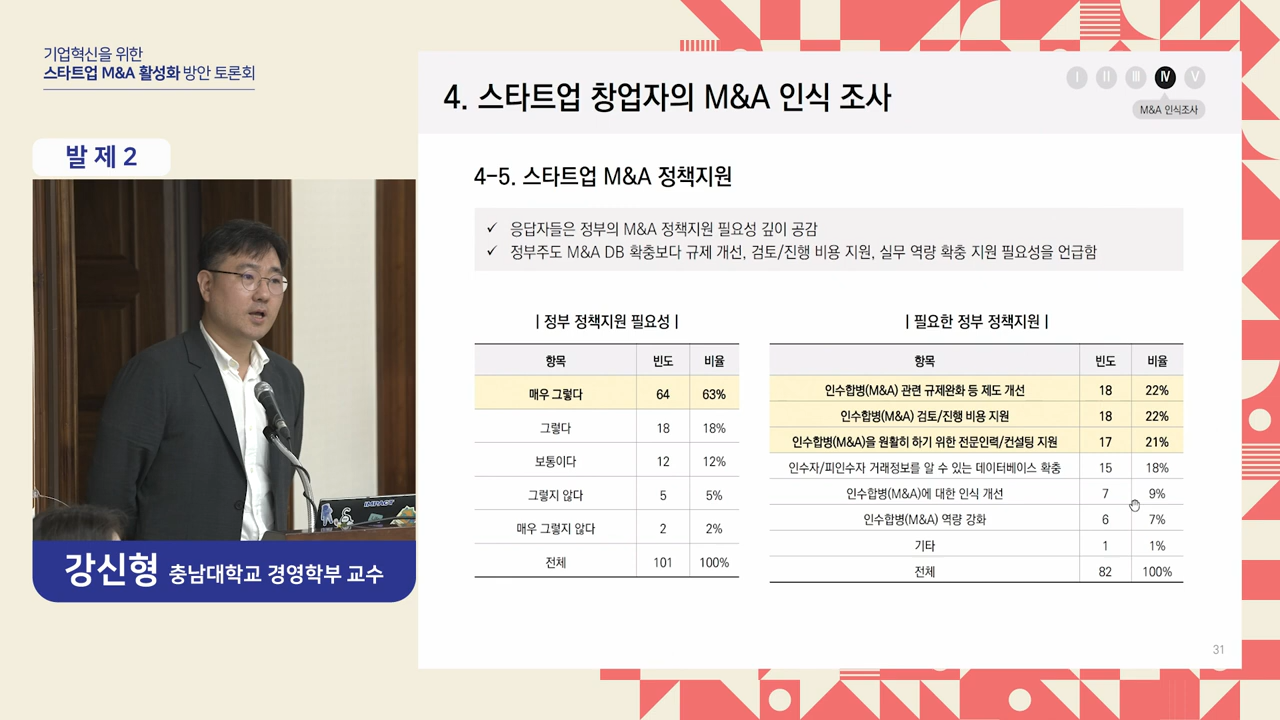 기업혁신을 위한
스타트업 M&A 활성화 방안 토론회
발 제 2
IMPACT
강신형 충남대학교 경영학부 교수
4. 스타트업 창업자의 M&A 인식 조사
I II III IV V
M&A 인식조사
4-5. 스타트업 M&A 정책지원
✓ 응답자들은 정부의 M&A 정책지원 필요성 깊이 공감
✓ 정부주도 M&A DB 확충보다 규제 개선, 검토/진행 비용 지원, 실무 역량 확충 지원 필요성을 언급함
| 정부 정책지원 필요성 |
항목 빈도 비율
매우 그렇다 64 63%
그렇다 18 18%
보통이다 12 12%
그렇지 않다 5 5%
매우 그렇지 않다 2 2%
전체 101 100%
| 필요한 정부 정책지원 |
항목 빈도 비율
인수합병(M&A) 관련 규제완화 등 제도 개선 18 22%
인수합병(M&A) 검토/진행 비용 지원 18 22%
인수합병(M&A)을 원활히 하기 위한 전문인력/컨설팅 지원 17 21%
인수자/피인수자 거래정보를 알 수 있는 데이터베이스 확충 15 18%
인수합병(M&A)에 대한 인식 개선 7 9%
인수합병(M&A) 역량 강화 6 7%
기타 1 1%
전체 82 100%
31